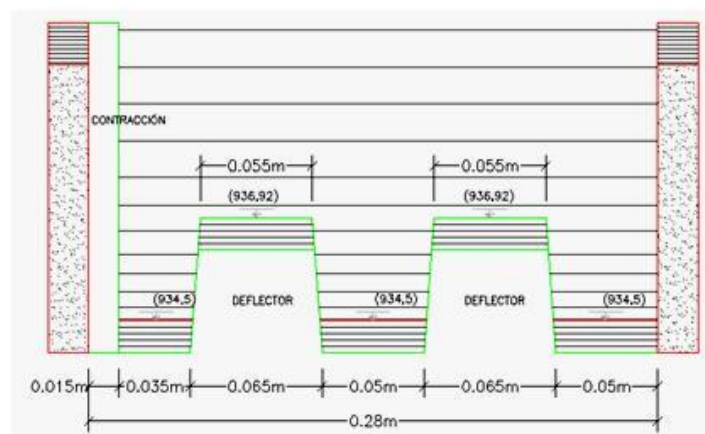 CONTRACCIÓN
0.055m 0.055m
(936,92) (936,92)
(934,5) DEFLECTOR (934,5) DEFLECTOR (934,5)
0.015m 0.035m 0.065m 0.05m 0.065m 0.05m
0.28m